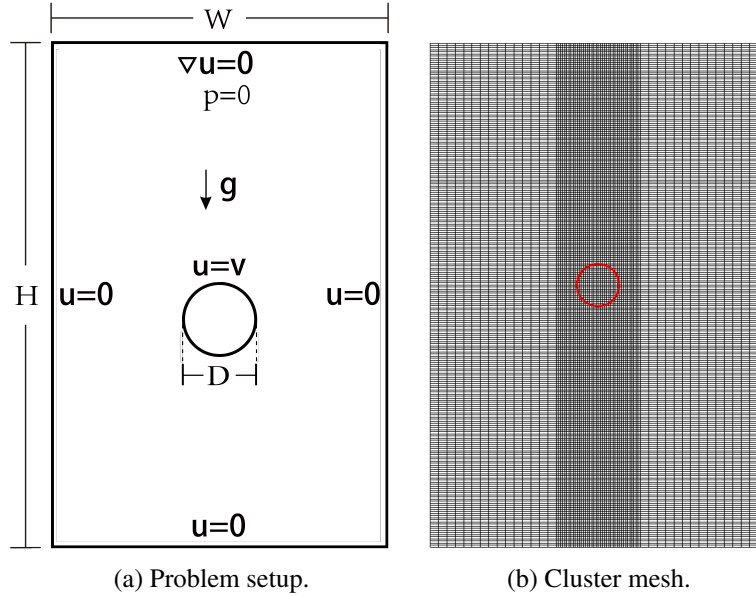 W
▽u=0
p=0
g
u=v
H
u=0
u=0
D
u=0
(a) Problem setup.
(b) Cluster mesh.